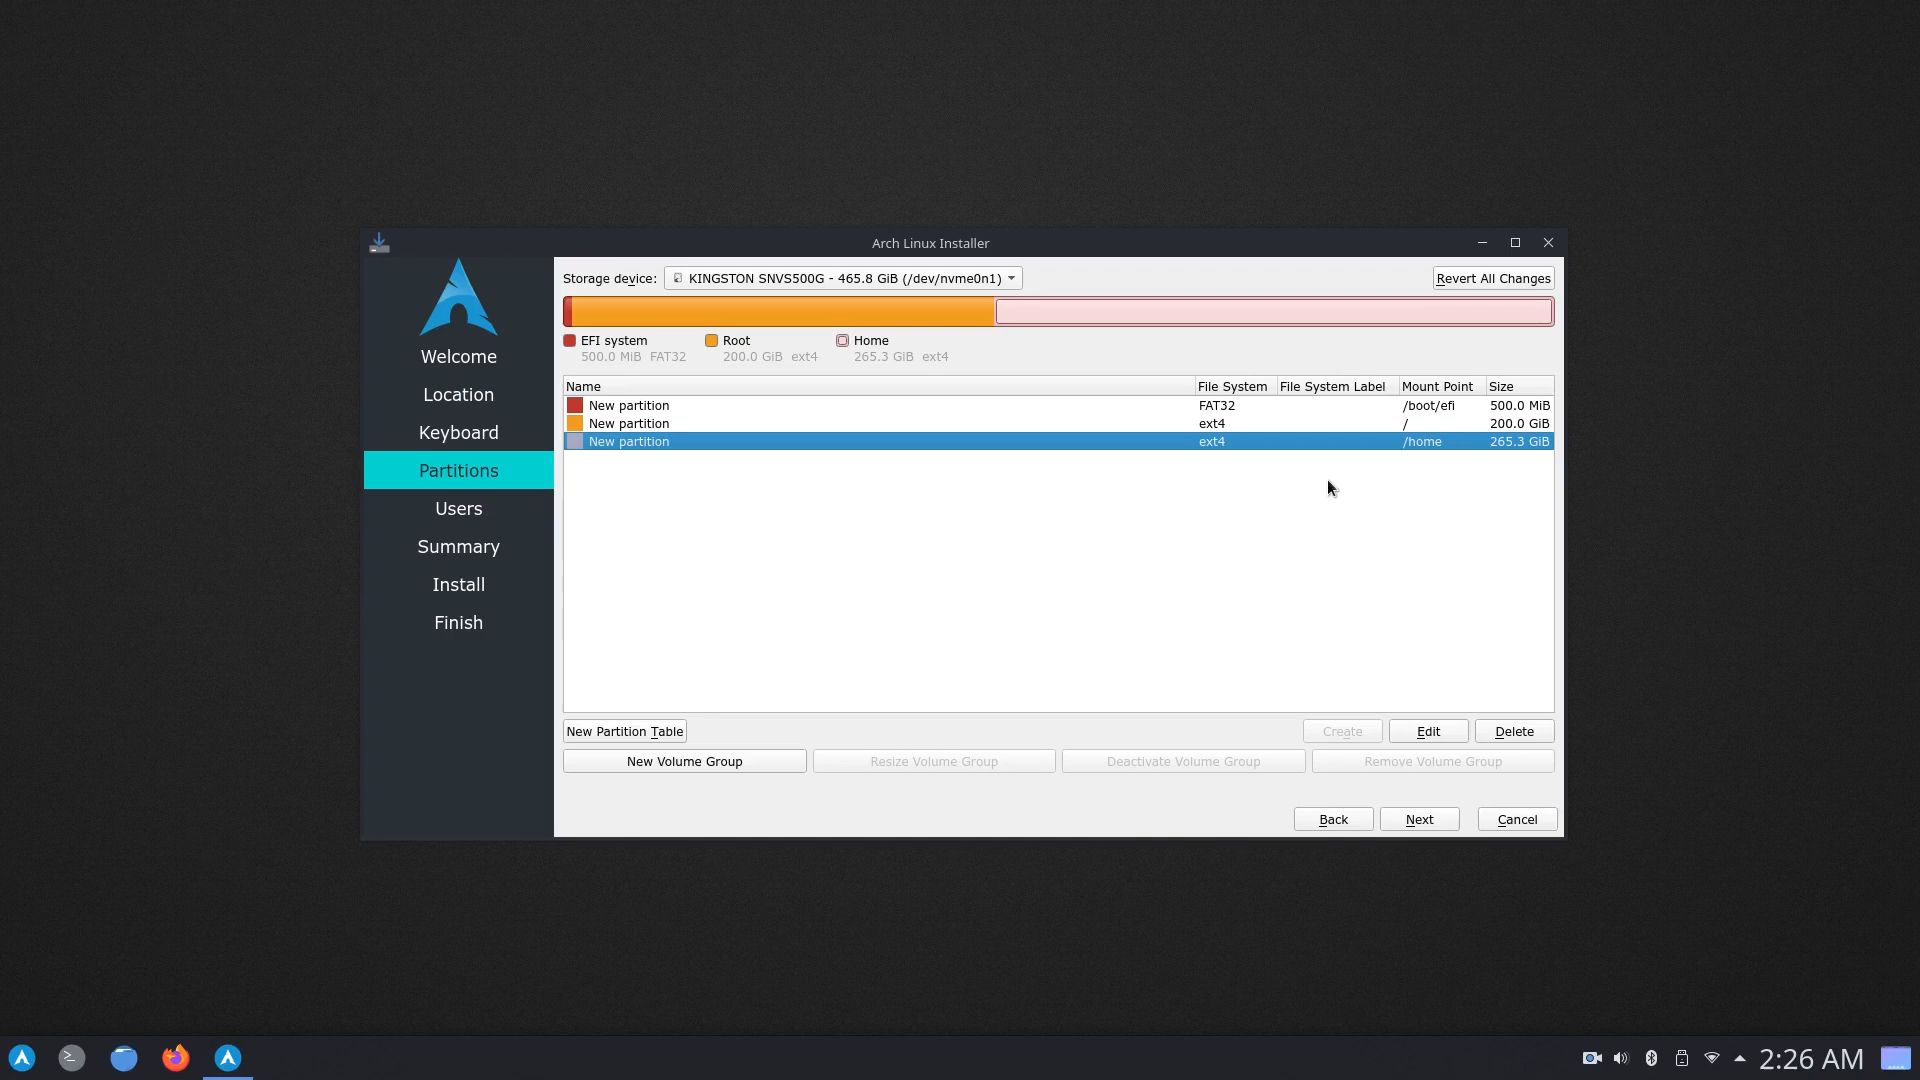 Arch Linux Installer
Welcome
Location
Keyboard
Partitions
Users
Summary
Install
Finish
Storage device: KINGSTON SNVS500G - 465.8 GiB (/dev/nvme0n1) Revert All Changes
EFI system Root Home
500.0 MiB FAT32 200.0 GiB ext4 265.3 GiB ext4
Name File System File System Label Mount Point Size
New partition FAT32 /boot/efi 500.0 MiB
New partition ext4 / 200.0 GiB
New partition ext4 /home 265.3 GiB
New Partition Table Create Edit Delete
New Volume Group Resize Volume Group Deactivate Volume Group Remove Volume Group
Back Next Cancel
2:26 AM